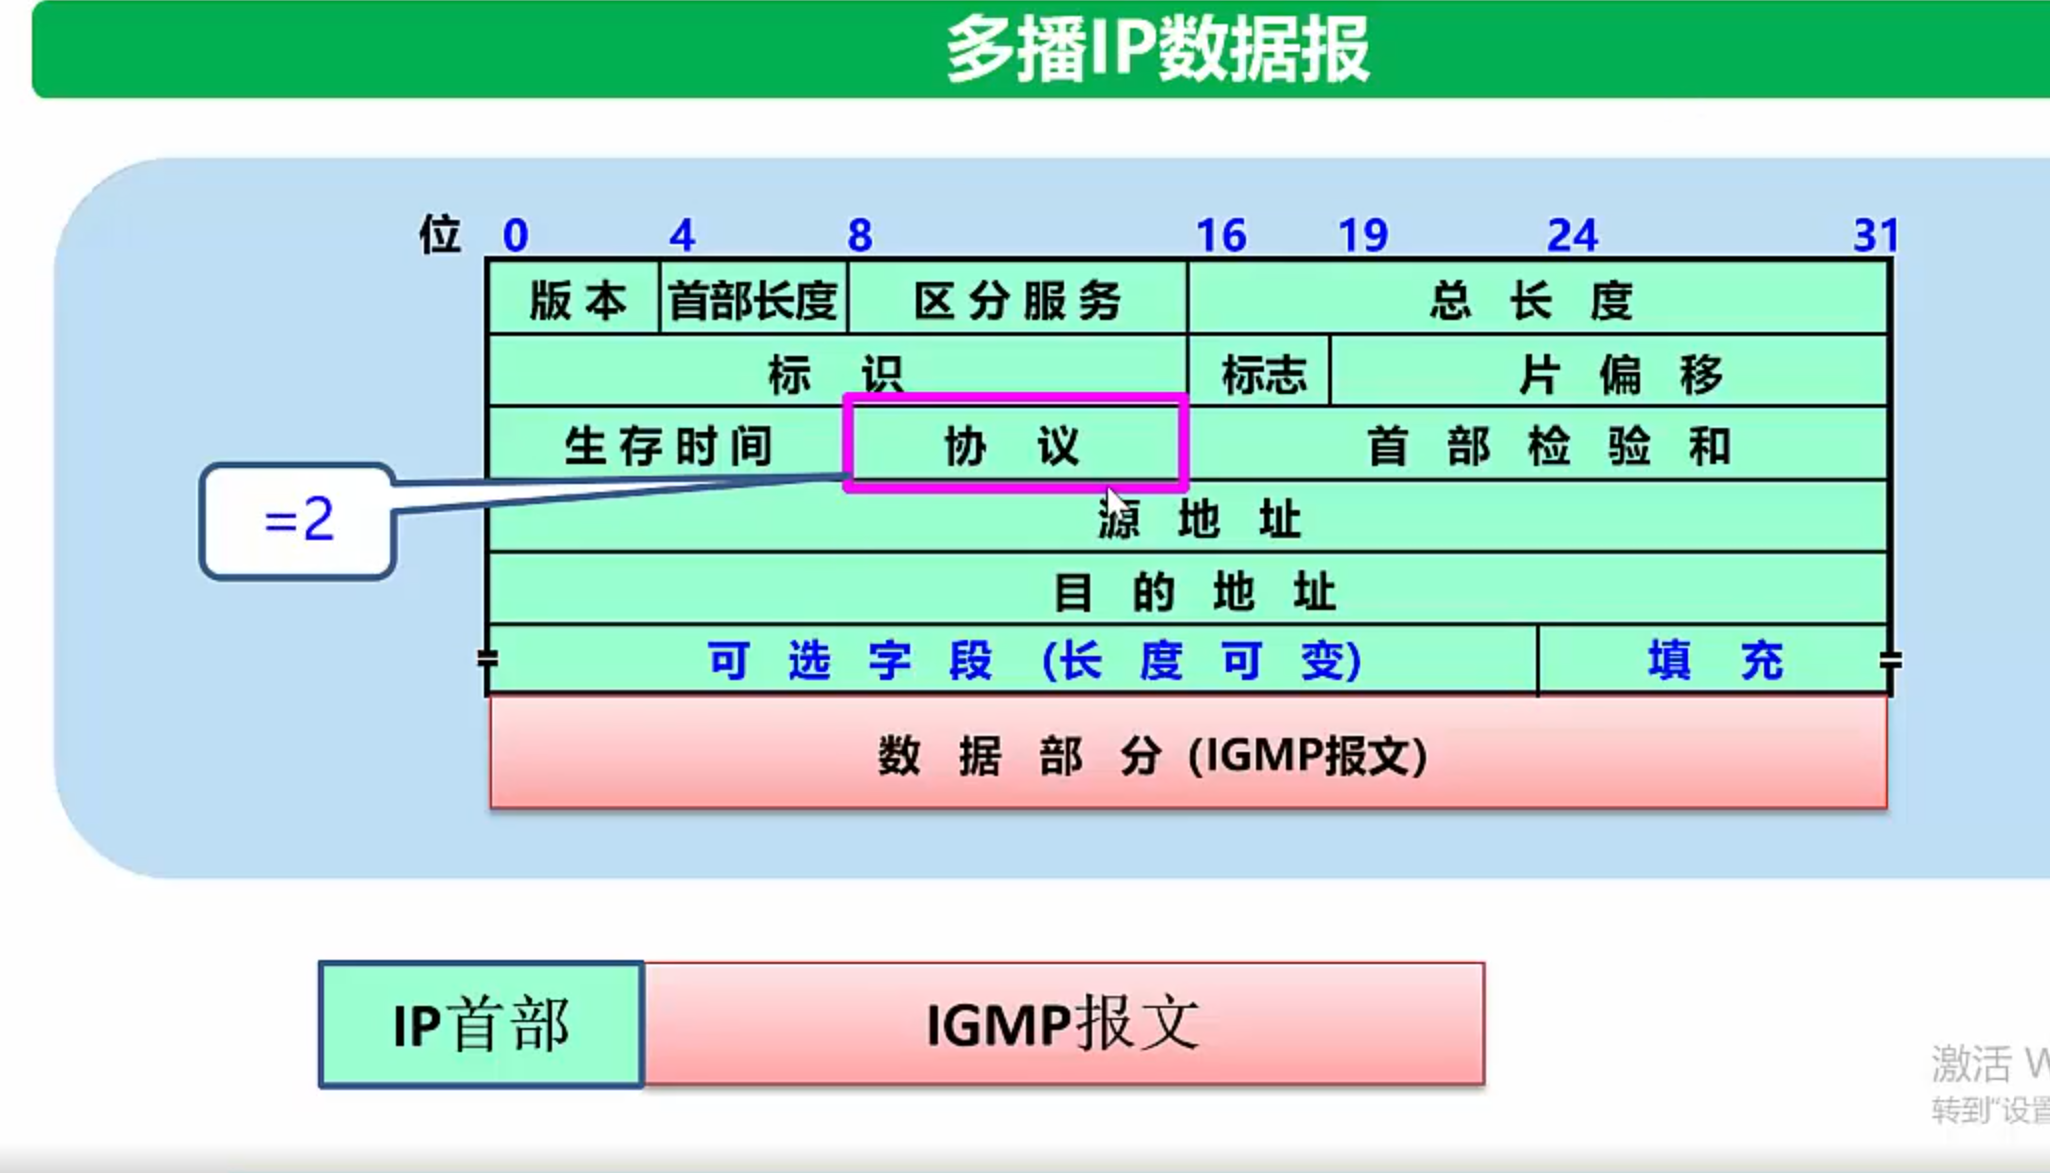 多播IP数据报
位 0 4 8 16 19 24 31
版本 首部长度 区分服务 总长度
标识 标志 片偏移
生存时间 协议 首部检验和
=2
源地址
目的地址
可选字段 (长度可变) 填充
数据部分 (IGMP报文)
IP首部 IGMP报文
激活 W
转到"设置